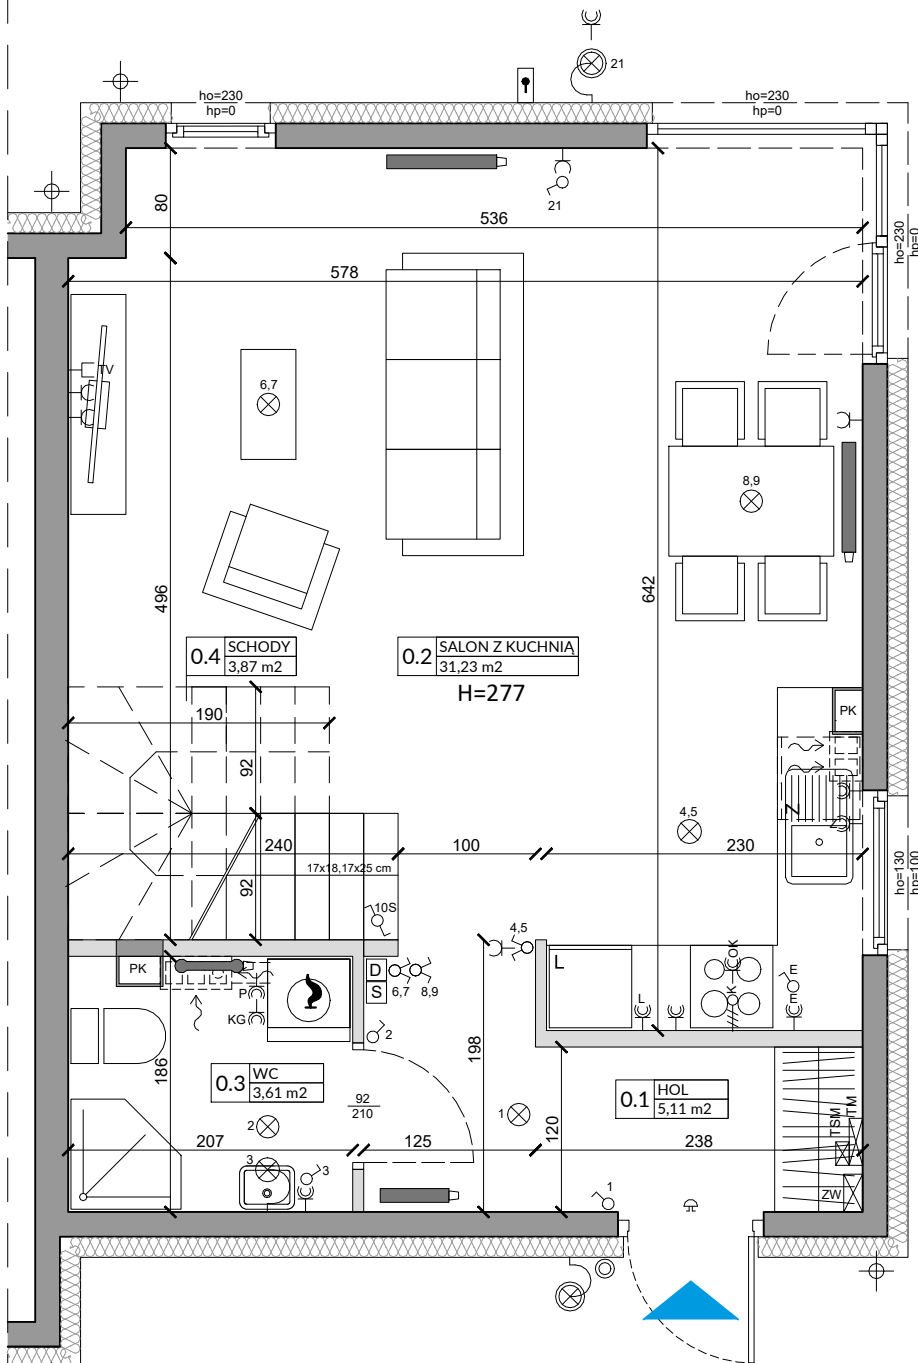 21
ho=230
hp=0
ho=230
hp=0
21
80
536
ho=230
hp=0
578
TV
6,7
8,9
496
642
0.4
SCHODY
3,87 m2
0.2
SALON Z KUCHNIĄ
31,23 m2
H=277
190
PK
92
4,5
Z
Z
240
100
230
17x18,17x25 cm
92
ho=130
hp=100
10S
4,5
PK
D
S
6,7
8,9
P
KG
L
OK
K
L
E
E
2
186
198
0.3
WC
3,61 m2
92
210
0.1
HOL
5,11 m2
2
1
120
TSM
TM
207
125
238
3
3
1
ZW